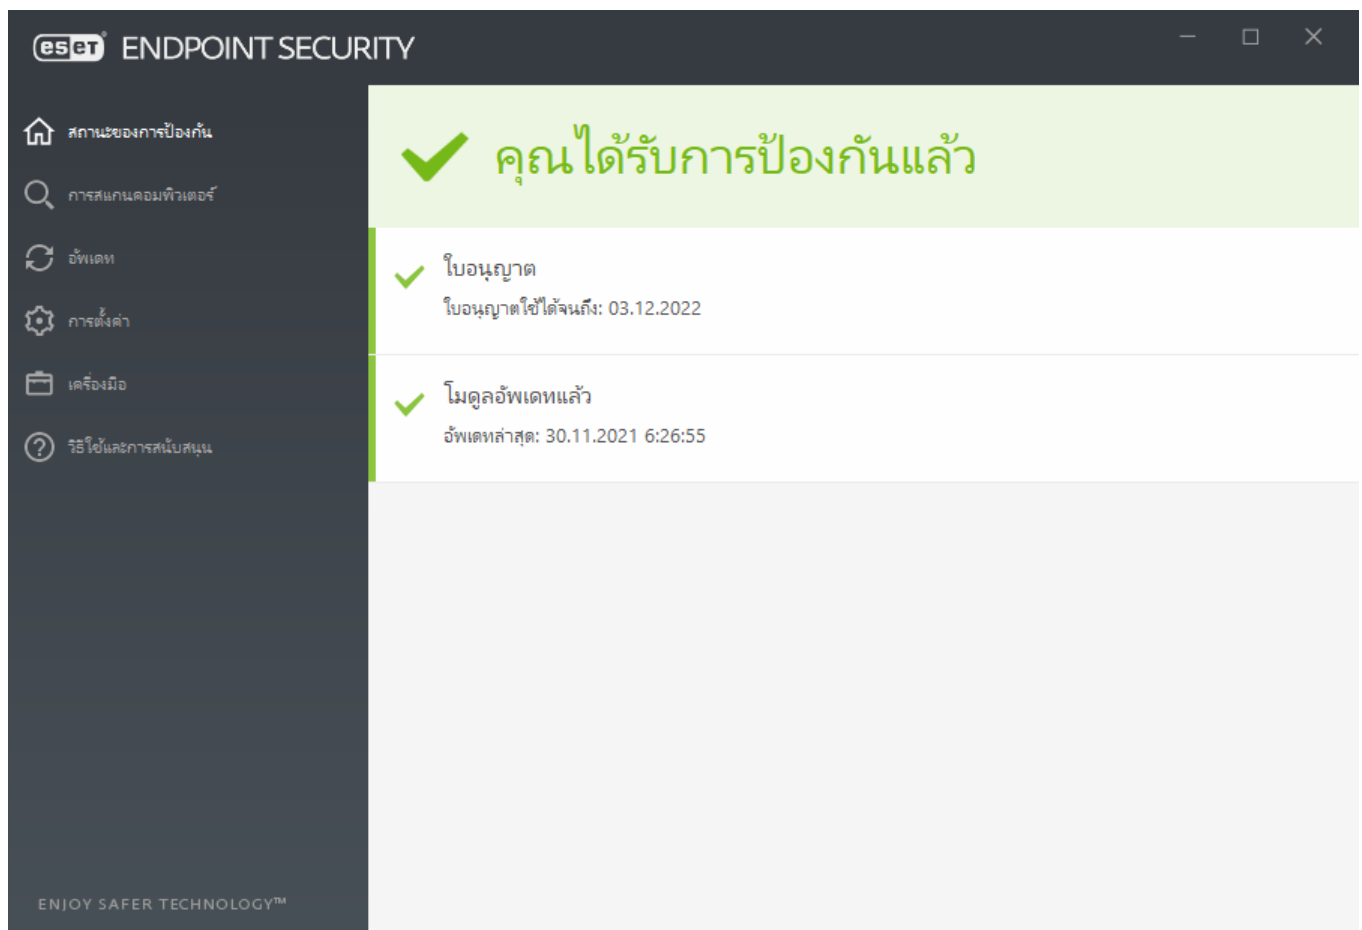 eset ENDPOINT SECURITY
สถานะของการป้องกัน
การสแกนคอมพิวเตอร์
อัพเดท
การตั้งค่า
เครื่องมือ
วิธีใช้และการสนับสนุน
ENJOY SAFER TECHNOLOGY™
คุณได้รับการป้องกันแล้ว
ใบอนุญาต
ใบอนุญาตใช้ได้จนถึง: 03.12.2022
โมดูลอัพเดทแล้ว
อัพเดทล่าสุด: 30.11.2021 6:26:55